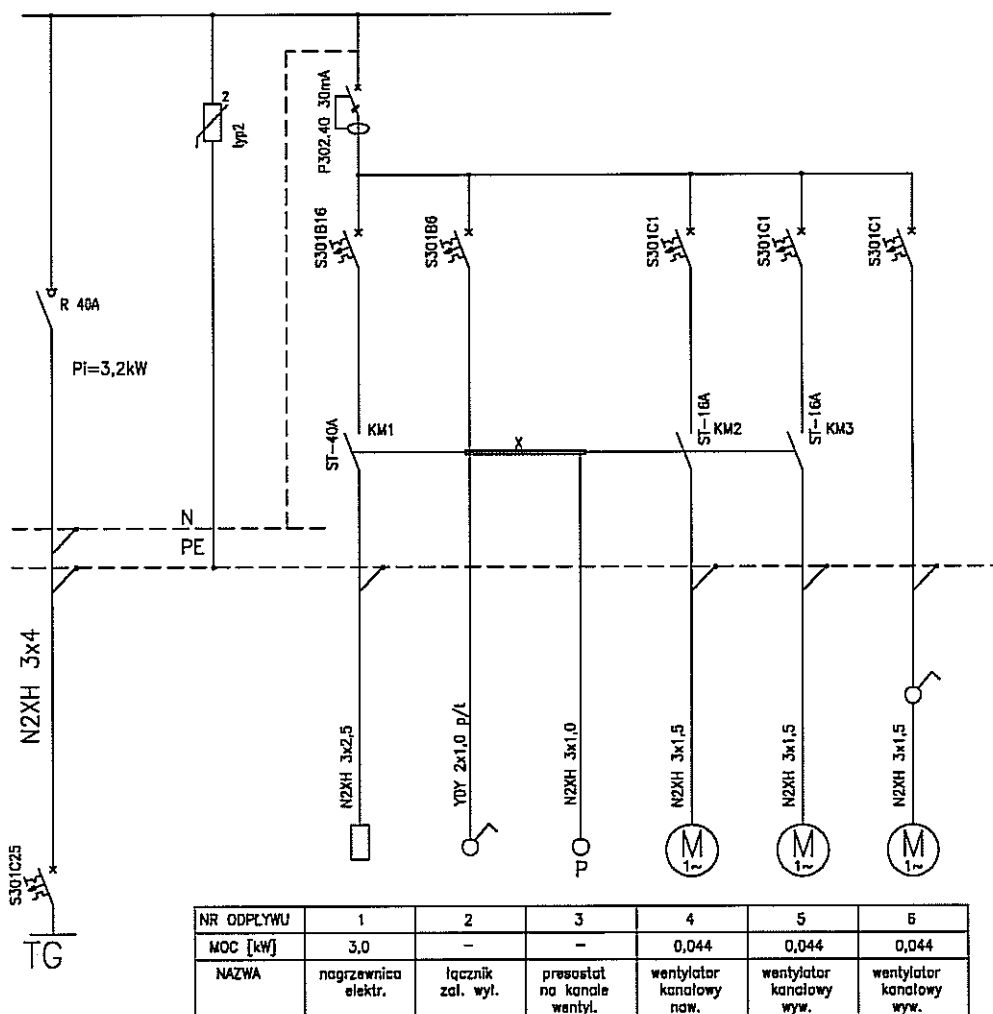 P302.40 30mA
2
typ2
S301B16
S301B6
S301C1
S301C1
S301C1
R 40A
Pi=3,2kW
ST-40A
KM1
X
ST-16A
KM2
ST-16A
KM3
N
PE
N2XH 3x4
N2XH 3x2,5
YDY 2x1,0 p/t
N2XH 3x1,0
N2XH 3x1,5
N2XH 3x1,5
N2XH 3x1,5
P
M
1~
M
1~
M
1~
S301C25
TG
NR ODPŁYWU 1 2 3 4 5 6
MOC [kW] 3,0 - - 0,044 0,044 0,044
NAZWA nagrzewnica łącznik presostat wentylator wentylator wentylator
elektr. zał. wył. na kanale kanałowy kanałowy kanałowy
wentyl. naw. wyw. wyw.